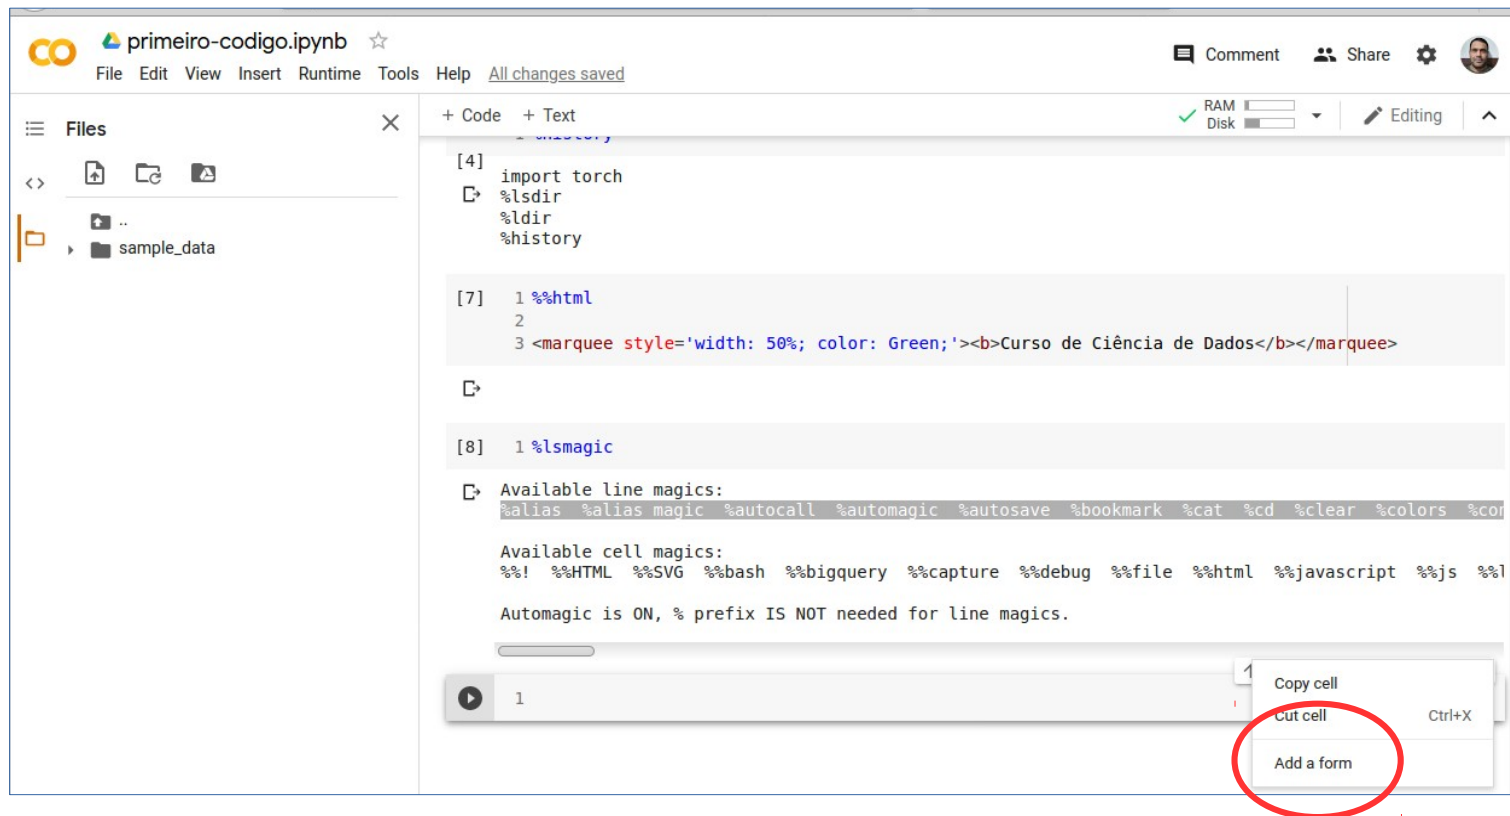 primeiro-codigo.ipynb
Comment Share
File Edit View Insert Runtime Tools Help All changes saved
Files
+ Code + Text
RAM
Disk
Editing
1 %history
[4]
import torch
%lsdir
%ldir
%history
..
sample_data
[7] 1 %%html
2
3 <marquee style='width: 50%; color: Green;'><b>Curso de Ciência de Dados</b></marquee>
[8] 1 %lsmagic
Available line magics:
%alias %alias_magic %autocall %automagic %autosave %bookmark %cat %cd %clear %colors
Available cell magics:
%%! %%HTML %%SVG %%bash %%bigquery %%capture %%debug %%file %%html %%javascript %%js
Automagic is ON, % prefix IS NOT needed for line magics.
1
Copy cell
Cut cell Ctrl+X
Add a form